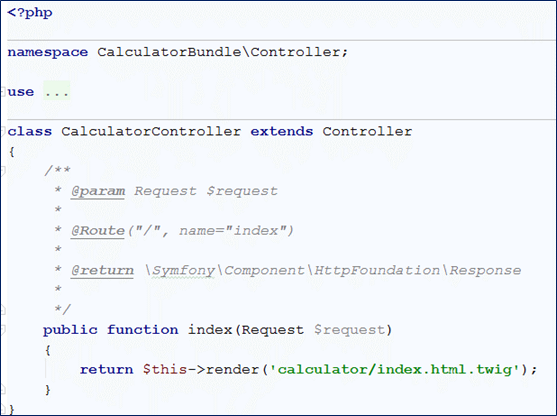 <?php
namespace CalculatorBundle\Controller;
use ...
class CalculatorController extends Controller
{
    /**
     * @param Request $request
     *
     * @Route("/", name="index")
     *
     * @return \Symfony\Component\HttpFoundation\Response
     *
     */
    public function index(Request $request)
    {
        return $this->render('calculator/index.html.twig');
    }
}